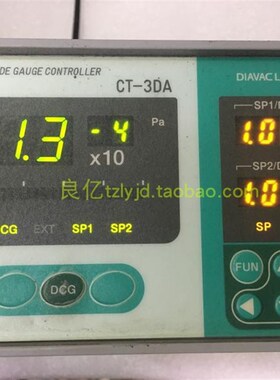 DE GAUGE CONTROLLER
CT-3DA
DIAVAC L
1.3 -4
Pa
x10
SP1/
1.0
SP2/
1.0
CG EXT SP1 SP2
SP
良亿tzlyjd.taobao.com
FUN
DCG